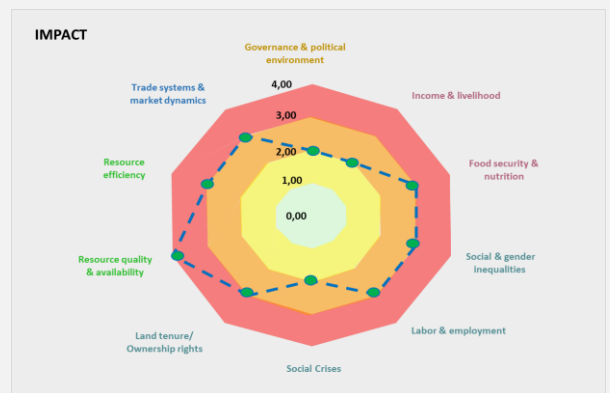 IMPACT
Governance & political
environment
Trade systems &
market dynamics
4,00
Income & livelihood
3,00
2,00
Resource
efficiency
Food security &
nutrition
1,00
0,00
Resource quality
& availability
Social & gender
inequalities
Land tenure/
Ownership rights
Labor & employment
Social Crises